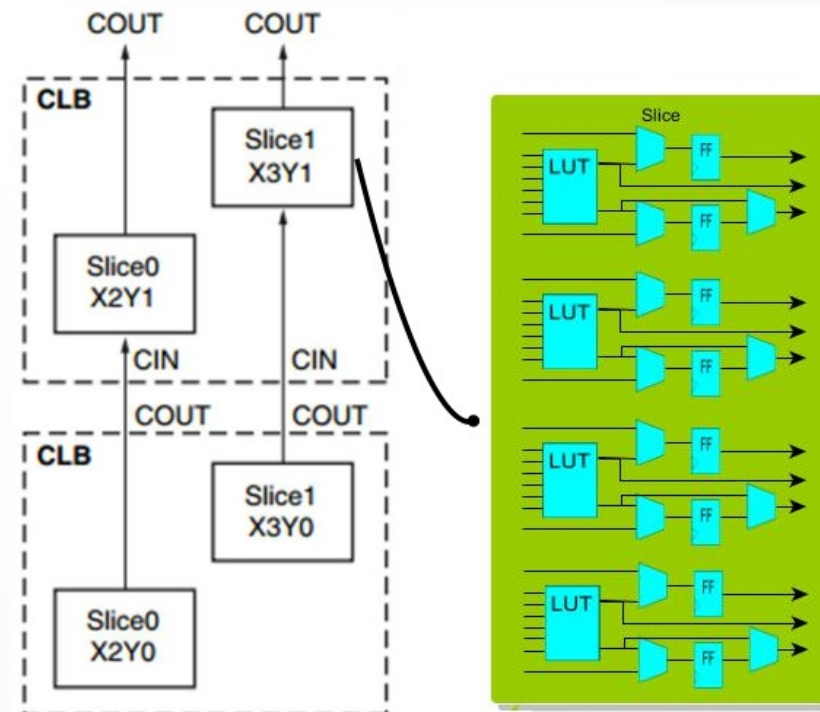 COUT
COUT
CLB
Slice1
X3Y1
Slice0
X2Y1
CIN
CIN
COUT
COUT
CLB
Slice1
X3Y0
Slice0
X2Y0
Slice
LUT
FF
FF
LUT
FF
FF
LUT
FF
FF
LUT
FF
FF